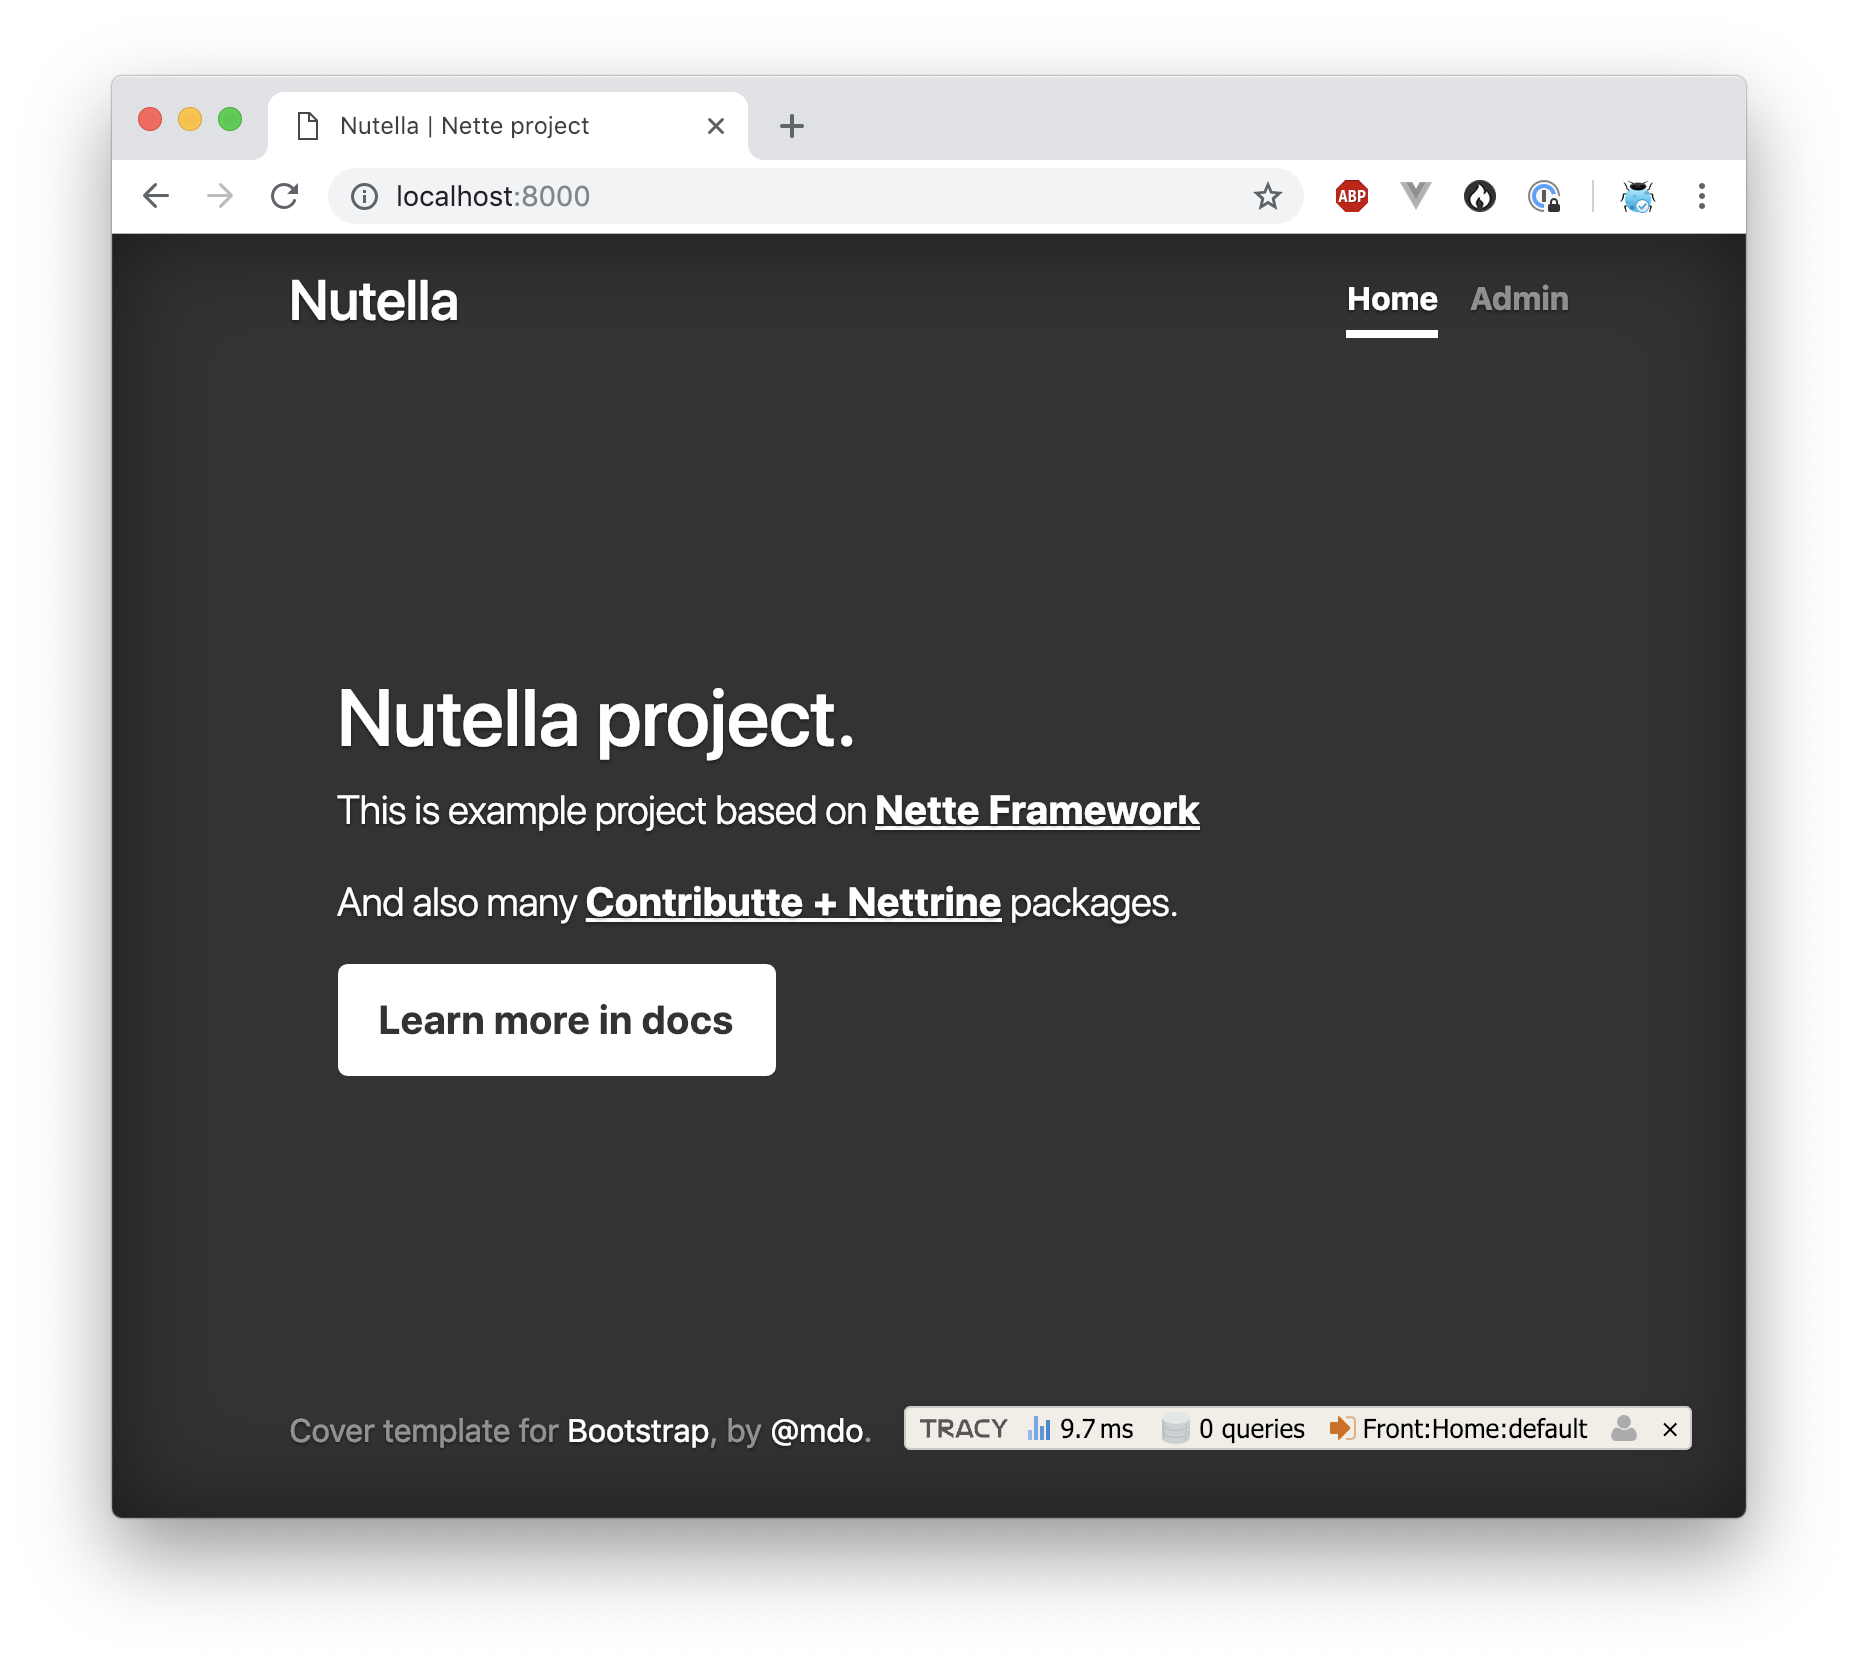 Nutella | Nette project
localhost:8000
ABP
Nutella
Home Admin
Nutella project.
This is example project based on Nette Framework
And also many Contributte + Nettrine packages.
Learn more in docs
Cover template for Bootstrap, by @mdo.
TRACY 9.7 ms 0 queries Front:Home:default ×